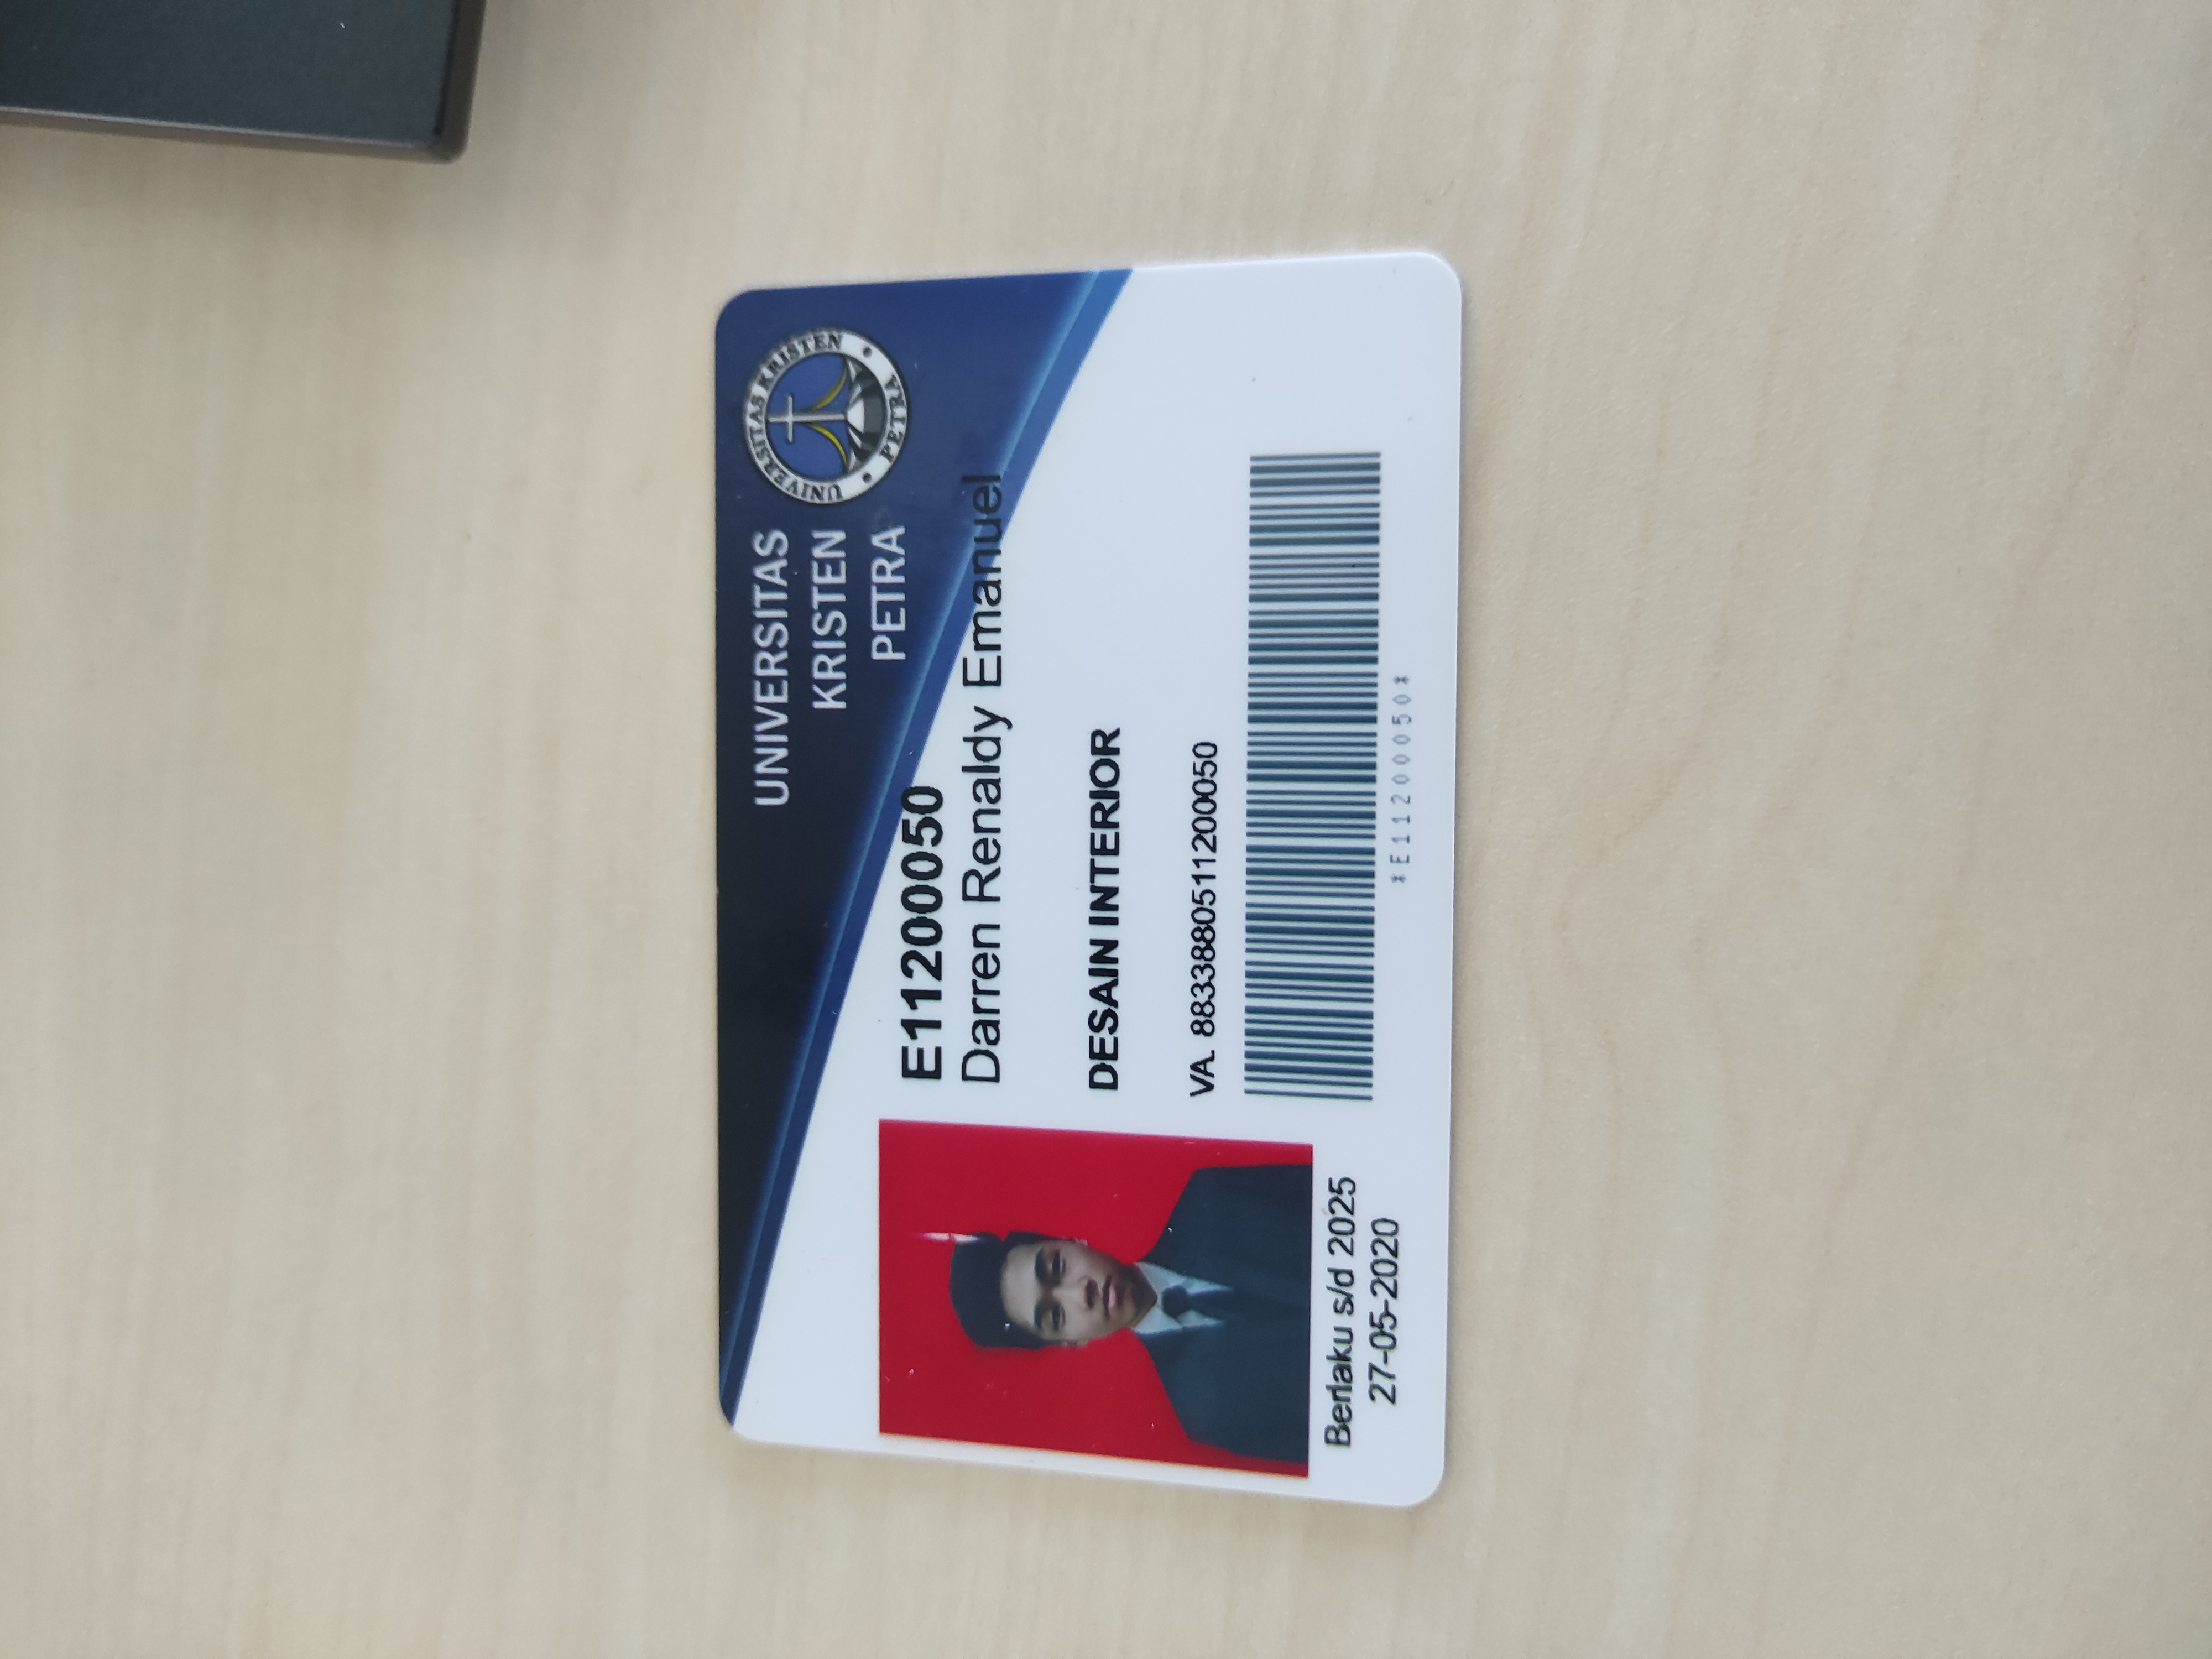 UNIVERSITAS
KRISTEN
PETRA
UNIVERSITAS KRISTEN
PETRA
E11200050
Darren Renaldy Emanuel
DESAIN INTERIOR
VA. 8833880511200050
*E11200050*
Berlaku s/d 2025
27-05-2020